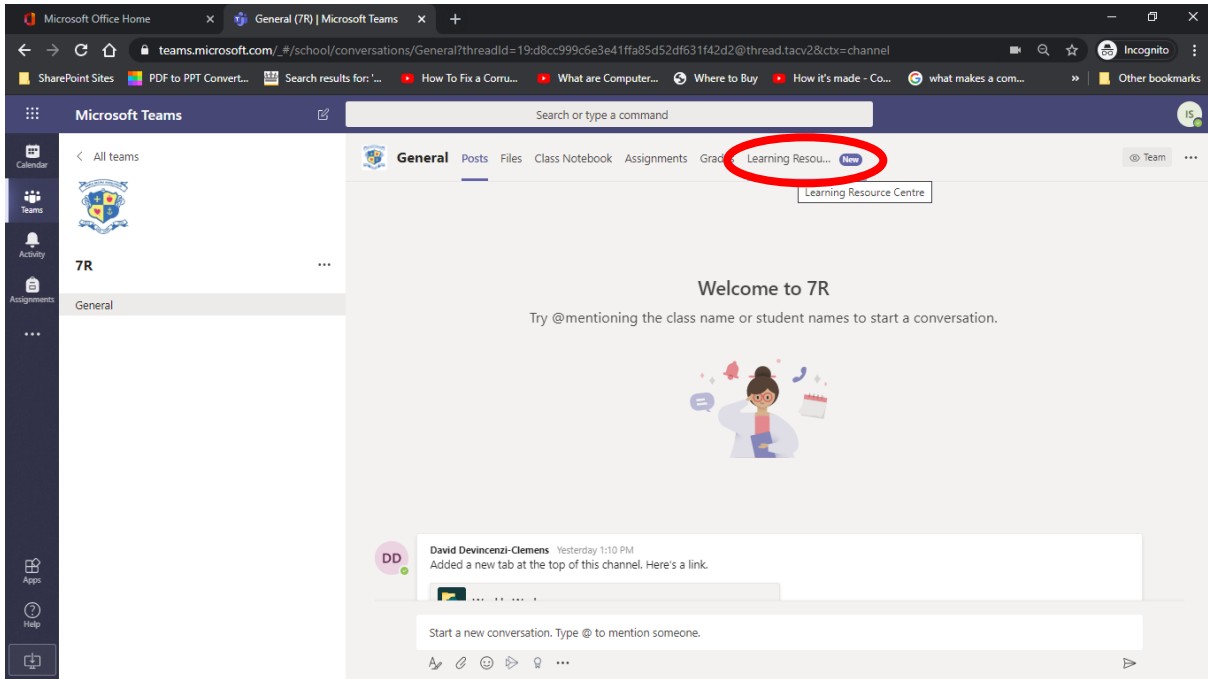 Microsoft Office Home
General (7R) | Microsoft Teams
teams.microsoft.com/_#/school/conversations/General?threadId=19:d8cc999c6e3e41ffa85d52df631f42d2@thread.tacv2&ctx=channel
Incognito
SharePoint Sites
PDF to PPT Convert...
Search results for: '...
How To Fix a Corru...
What are Computer...
Where to Buy
How it's made - Co...
what makes a com...
»
Other bookmarks
Microsoft Teams
Search or type a command
IS
Calendar
Teams
Activity
Assignments
Apps
Help
< All teams
7R
General
General Posts Files Class Notebook Assignments Grades Learning Resou... New
Team
Learning Resource Centre
Welcome to 7R
Try @mentioning the class name or student names to start a conversation.
DD
David Devincenzi-Clemens Yesterday 1:10 PM
Added a new tab at the top of this channel. Here's a link.
Start a new conversation. Type @ to mention someone.